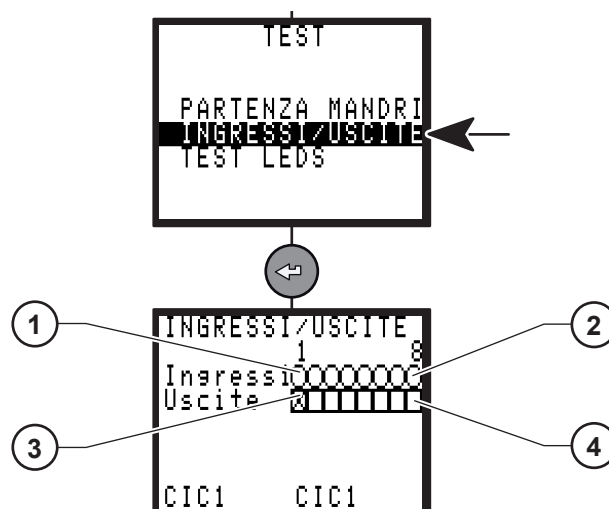 TEST
PARTENZA MANDRI
INGRESSI/USCITE
TEST LEDS
1
2
INGRESSI/USCITE
1 8
Ingressi
Uscite X
3
4
CIC1 CIC1